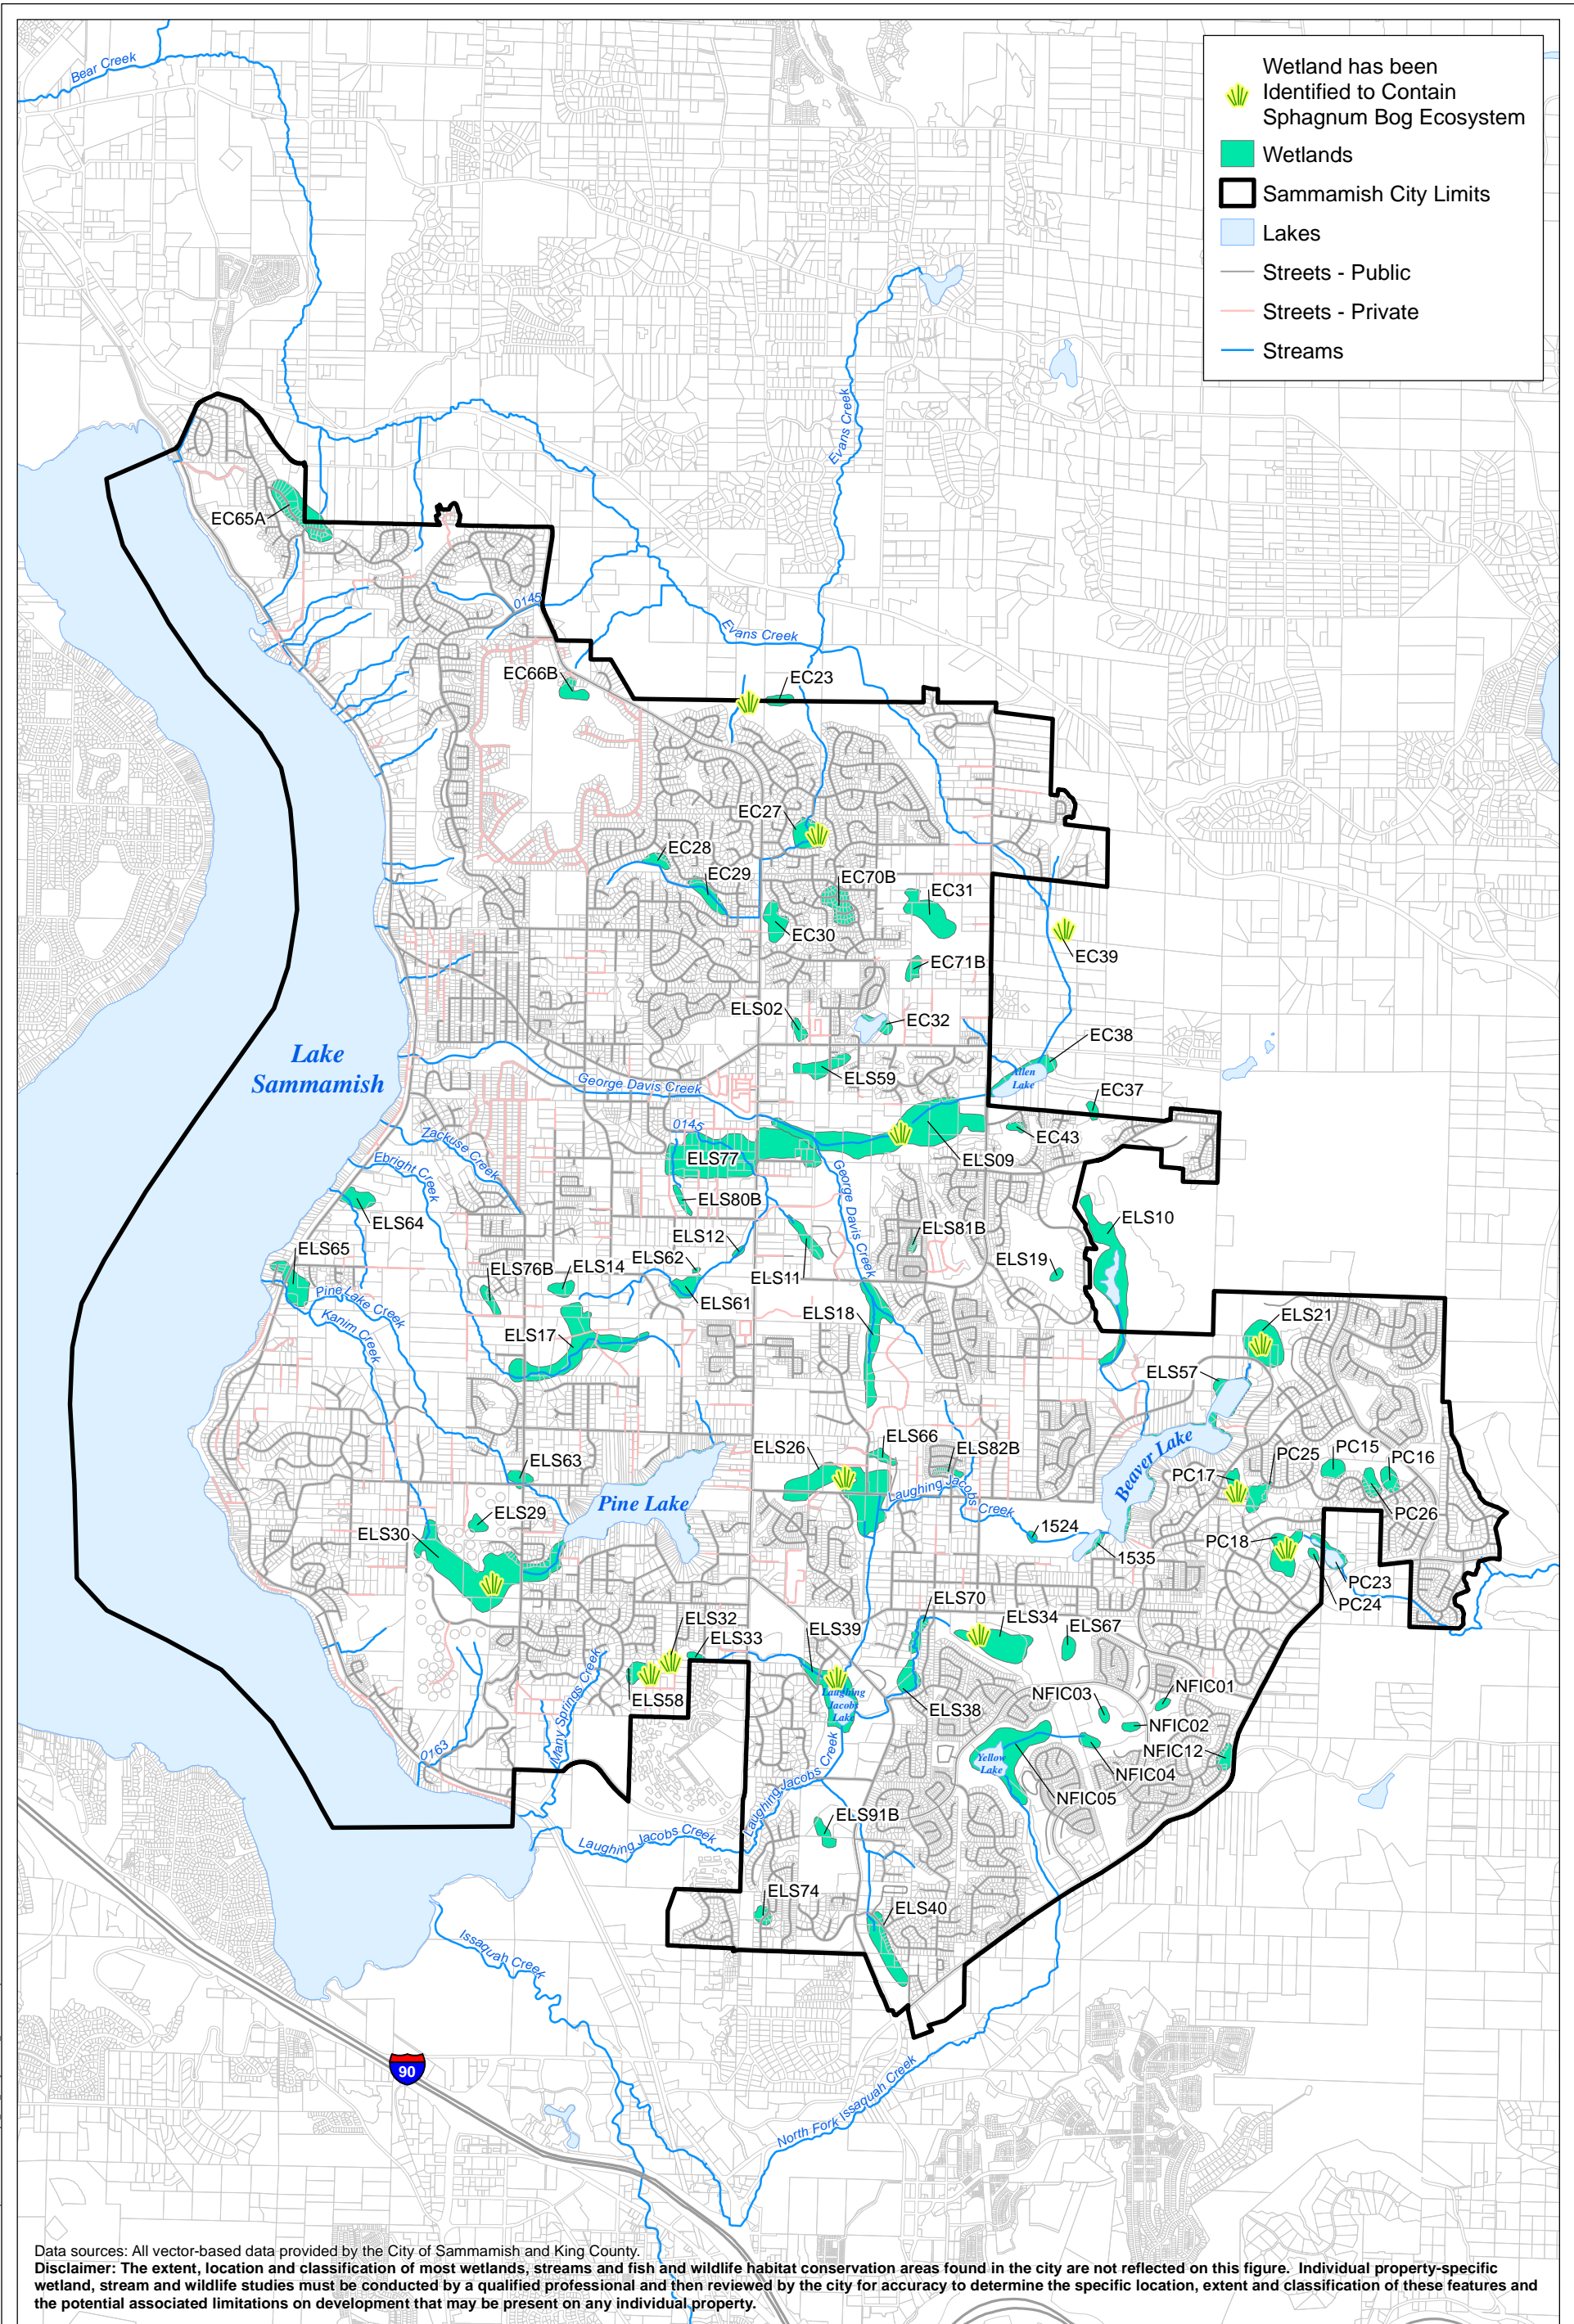 Bear Creek
Wetland has been
Identified to Contain
Sphagnum Bog Ecosystem
Wetlands
Sammamish City Limits
Lakes
Streets - Public
Streets - Private
Streams
Evans Creek
EC65A
0145
Evans Creek
EC66B
EC23
EC27
EC28
EC29
EC70B
EC31
EC30
EC39
EC71B
ELS02
EC32
EC38
Lake
Sammamish
ELS59
Allen
Lake
George Davis Creek
EC37
0145
Zackuse Creek
EC43
ELS77
ELS09
Ebright Creek
George Davis Creek
ELS80B
ELS64
ELS10
ELS12
ELS81B
ELS65
ELS62
ELS19
ELS76B
ELS14
ELS11
Pine Lake Creek
ELS61
Kanim Creek
ELS18
ELS21
ELS17
ELS57
ELS66
ELS26
ELS82B
Beaver Lake
PC25
PC15
PC16
ELS63
PC17
Pine Lake
Laughing Jacobs Creek
ELS29
PC26
ELS30
1524
PC18
1535
PC23
PC24
ELS70
ELS32
ELS34
ELS67
ELS33
ELS39
Many Springs Creek
ELS58
Laughing
Jacobs
Lake
NFIC03
NFIC01
ELS38
NFIC02
0163
NFIC12
Yellow
Lake
NFIC04
NFIC05
Laughing Jacobs Creek
ELS91B
Laughing Jacobs Creek
ELS74
ELS40
Issaquah Creek
90
North Fork Issaquah Creek
Data sources: All vector-based data provided by the City of Sammamish and King County.
Disclaimer: The extent, location and classification of most wetlands, streams and fish and wildlife habitat conservation areas found in the city are not reflected on this figure. Individual property-specific
wetland, stream and wildlife studies must be conducted by a qualified professional and then reviewed by the city for accuracy to determine the specific location, extent and classification of these features and
the potential associated limitations on development that may be present on any individual property.